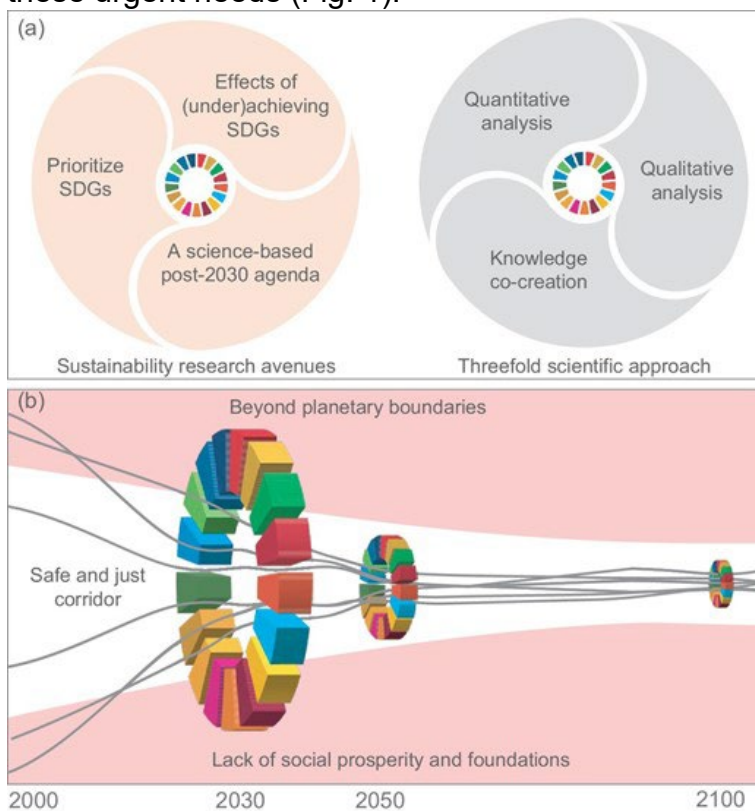 these urgent needs (Fig. 1).
(a)
Effects of
(under)achieving
SDGs
Prioritize
SDGs
A science-based
post-2030 agenda
Sustainability research avenues
Quantitative
analysis
Qualitative
analysis
Knowledge
co-creation
Threefold scientific approach
(b)
Beyond planetary boundaries
Safe and just
corridor
Lack of social prosperity and foundations
2000 2030 2050 2100